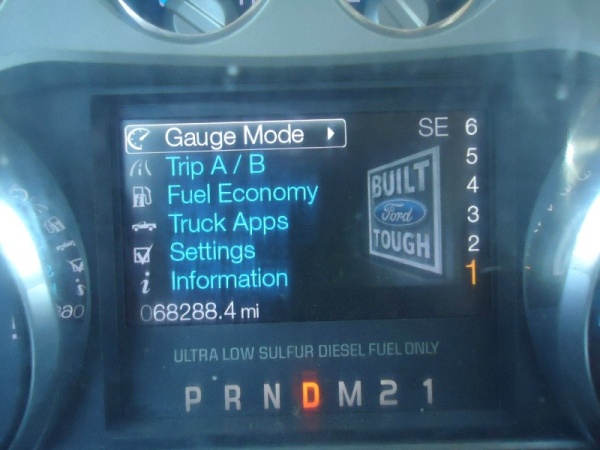 Gauge Mode
Trip A / B
Fuel Economy
Truck Apps
Settings
Information
068288.4 mi
SE 6
5
4
3
2
1
BUILT
Ford
TOUGH
ULTRA LOW SULFUR DIESEL FUEL ONLY
P R N D M 2 1